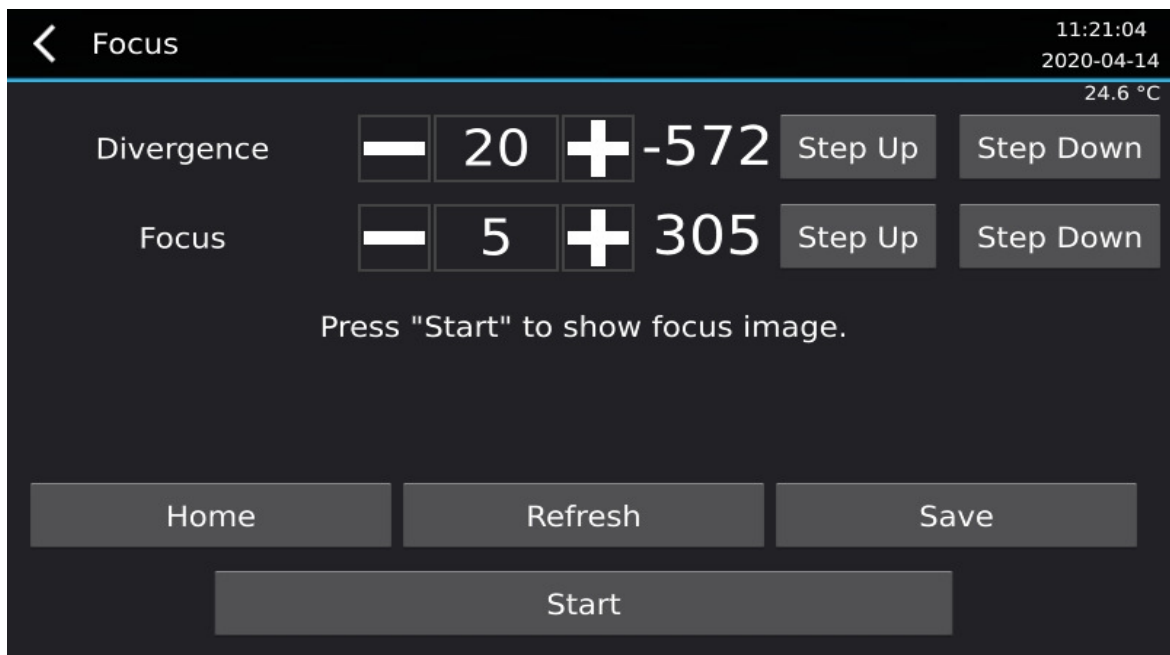 Focus
11:21:04
2020-04-14
24.6 °C
Divergence 20 -572 Step Up Step Down
Focus 5 305 Step Up Step Down
Press "Start" to show focus image.
Home Refresh Save
Start